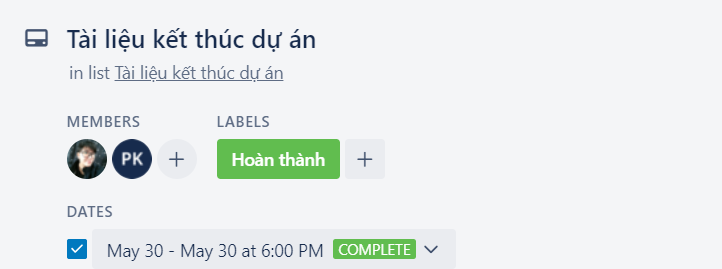 Tài liệu kết thúc dự án
in list Tài liệu kết thúc dự án
MEMBERS LABELS
PK + Hoàn thành +
DATES
May 30 - May 30 at 6:00 PM COMPLETE